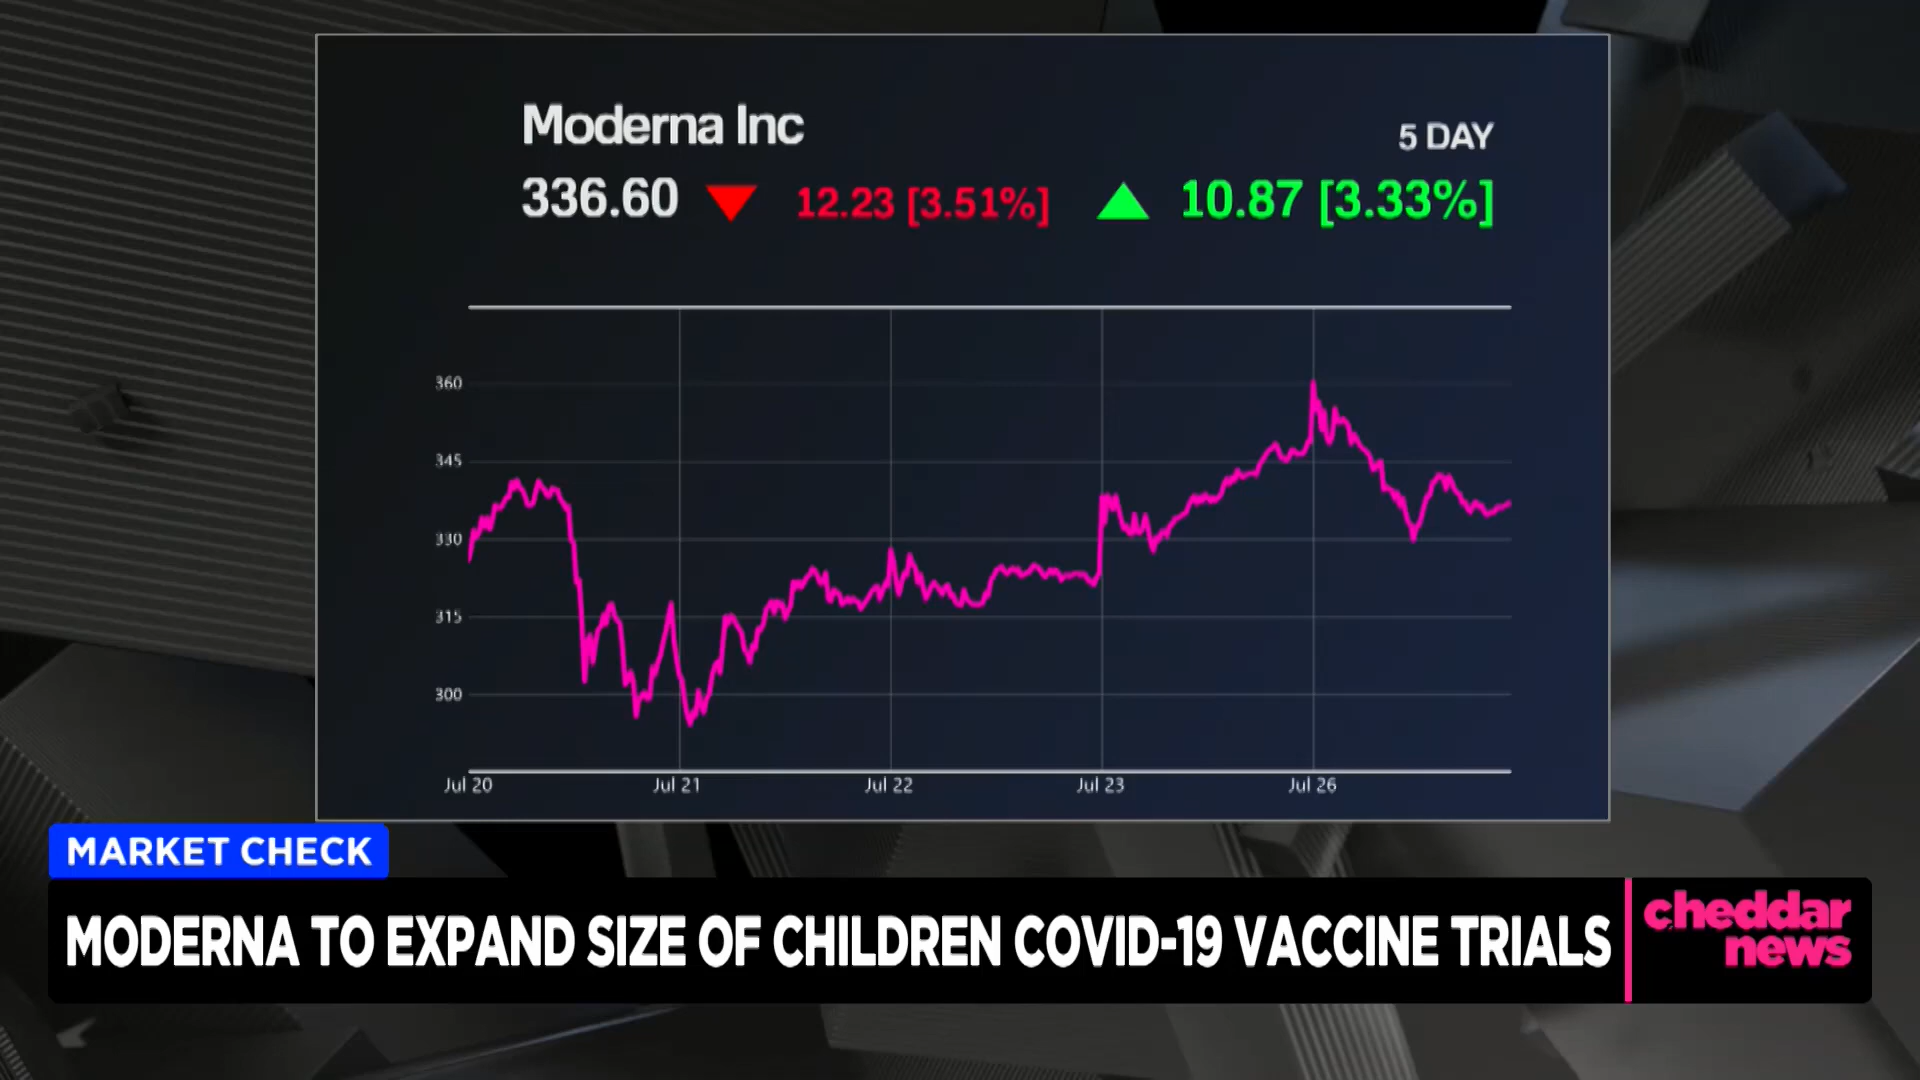 Moderna Inc
5 DAY
336.60 ▼ 12.23 [3.51%] ▲ 10.87 [3.33%]
360
345
330
315
300
Jul 20 Jul 21 Jul 22 Jul 23 Jul 26
MARKET CHECK
MODERNA TO EXPAND SIZE OF CHILDREN COVID-19 VACCINE TRIALS
cheddar
news